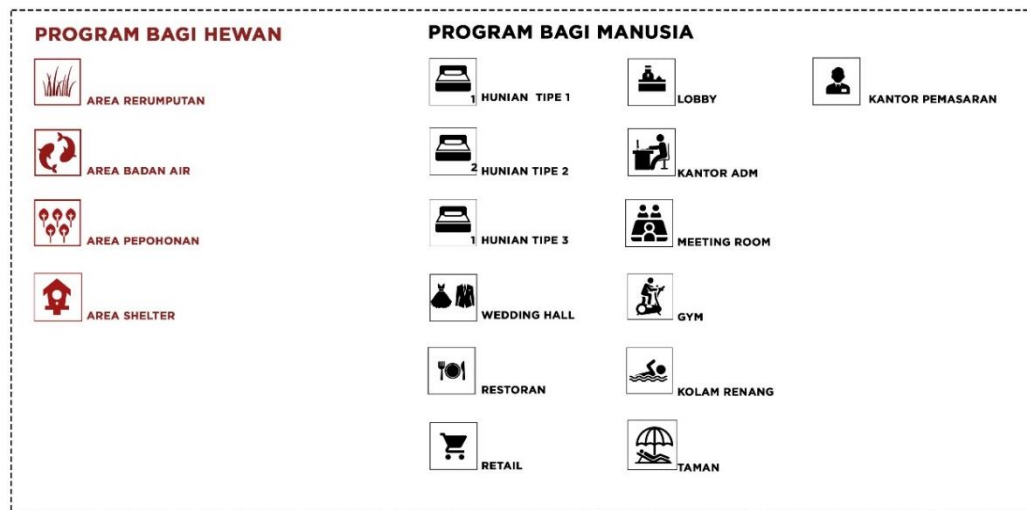 PROGRAM BAGI HEWAN
AREA RERUMPUTAN
AREA BADAN AIR
AREA PEPOHONAN
AREA SHELTER
PROGRAM BAGI MANUSIA
1 HUNIAN TIPE 1
2 HUNIAN TIPE 2
1 HUNIAN TIPE 3
WEDDING HALL
RESTORAN
RETAIL
LOBBY
KANTOR ADM
MEETING ROOM
GYM
KOLAM RENANG
TAMAN
KANTOR PEMASARAN